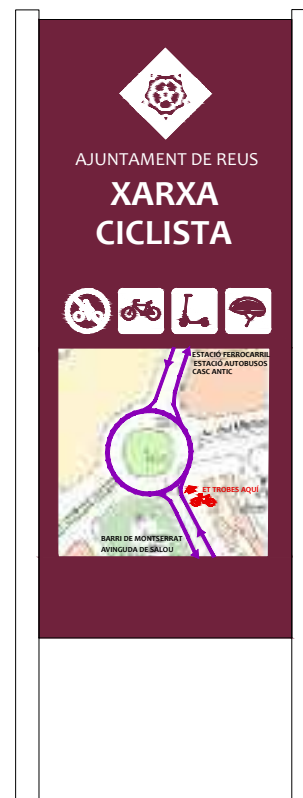 AJUNTAMENT DE REUS
XARXA
CICLISTA
ESTACIÓ FERROCARRIL
ESTACIÓ AUTOBUSOS
CASC ANTIC
ET TROBES AQUÍ
BARRI DE MONTSERRAT
AVINGUDA DE SALOU